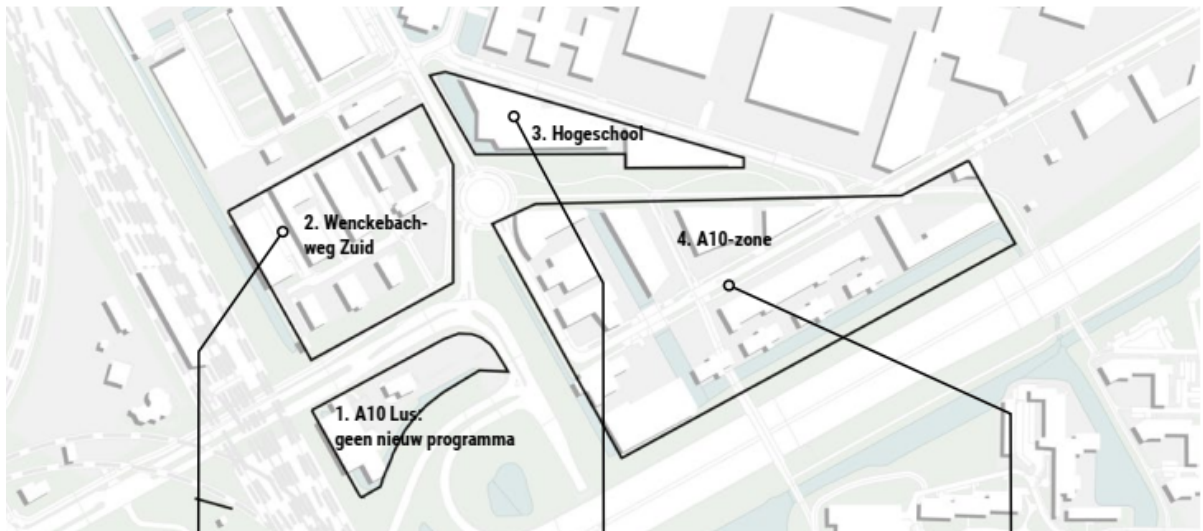 3. Hogeschool
2. Wenckebach-
weg Zuid
4. A10-zone
1. A10 Lus:
geen nieuw programma